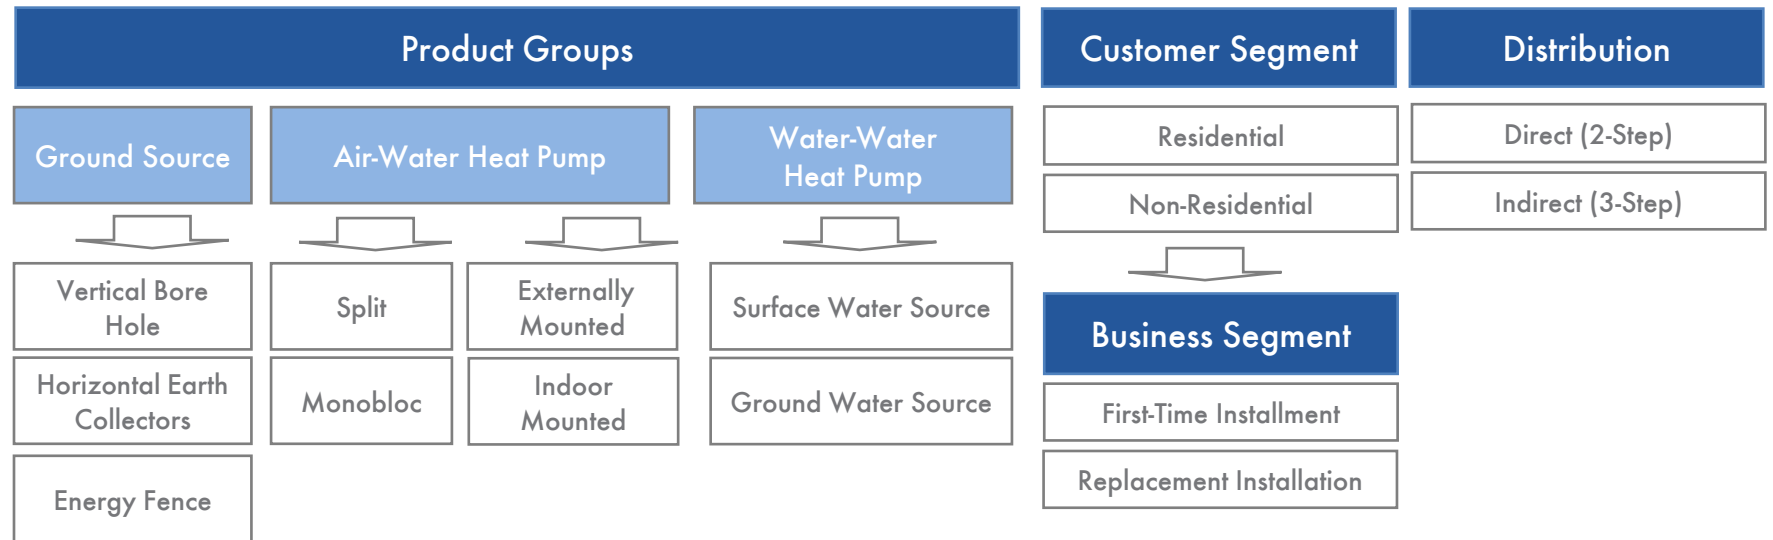 Product Groups
Customer Segment
Distribution
Ground Source
Air-Water Heat Pump
Water-Water
Heat Pump
Residential
Non-Residential
Direct (2-Step)
Indirect (3-Step)
Vertical Bore
Hole
Horizontal Earth
Collectors
Energy Fence
Split
Monobloc
Externally
Mounted
Indoor
Mounted
Surface Water Source
Ground Water Source
Business Segment
First-Time Installment
Replacement Installation